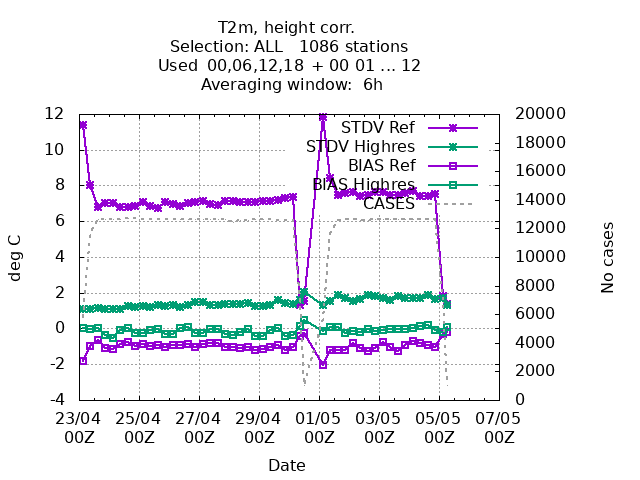 T2m, height corr.
Selection: ALL   1086 stations
Used  00,06,12,18 + 00 01 ... 12
Averaging window:  6h
12
10
8
6
4
2
0
-2
-4
deg C
20000
18000
16000
14000
12000
10000
8000
6000
4000
2000
0
No cases
STDV Ref
STDV Highres
BIAS Ref
BIAS Highres
CASES
23/04 25/04 27/04 29/04 01/05 03/05 05/05 07/05
00Z 00Z 00Z 00Z 00Z 00Z 00Z 00Z
Date